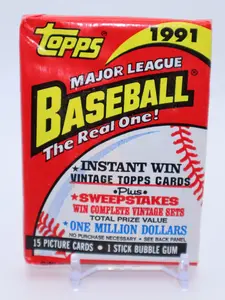 TOPPS®
1991
MAJOR LEAGUE
BASEBALL®
The Real One!
★INSTANT WIN
VINTAGE TOPPS CARDS
★Plus★
★SWEEPSTAKES
WIN COMPLETE VINTAGE SETS
TOTAL PRIZE VALUE
★ONE MILLION DOLLARS
NO PURCHASE NECESSARY • SEE BACK PANEL
15 PICTURE CARDS • 1 STICK BUBBLE GUM